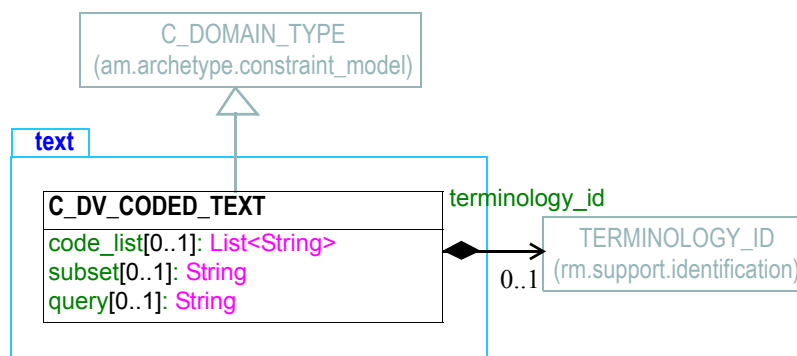 C_DOMAIN_TYPE
(am.archetype.constraint_model)
text
C_DV_CODED_TEXT
code_list[0..1]: List<String>
subset[0..1]: String
query[0..1]: String
terminology_id
0..1
TERMINOLOGY_ID
(rm.support.identification)